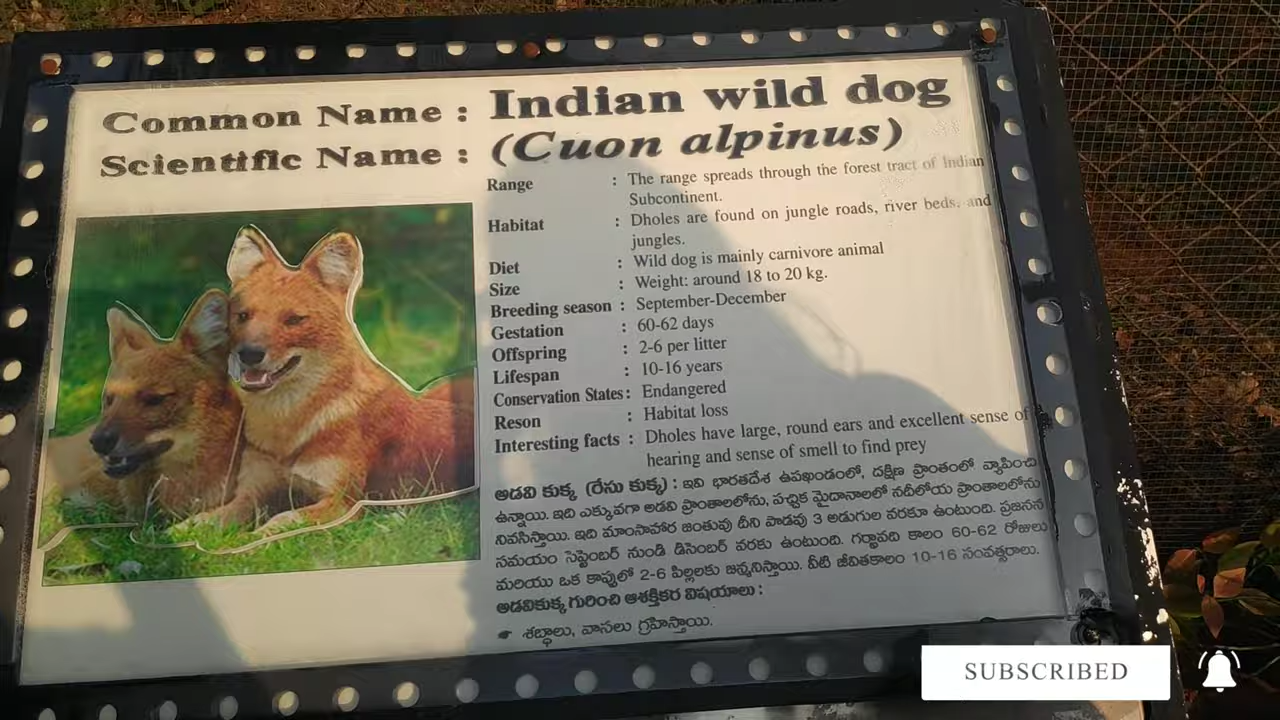 Common Name : Indian wild dog
Scientific Name : (Cuon alpinus)
Range : The range spreads through the forest tract of Indian
Subcontinent.
Habitat : Dholes are found on jungle roads, river beds, and
jungles.
Diet : Wild dog is mainly carnivore animal
Size : Weight: around 18 to 20 kg.
Breeding season : September-December
Gestation : 60-62 days
Offspring : 2-6 per litter
Lifespan : 10-16 years
Conservation States : Endangered
Reson : Habitat loss
Interesting facts : Dholes have large, round ears and excellent sense of
hearing and sense of smell to find prey
అడవి కుక్క (రేసు కుక్క) : ఇవి భారతదేశ ఉపఖండంలో, దక్షిణ ప్రాంతంలో వ్యాపించి
ఉన్నాయి. ఇది ఎక్కువగా అడవి ప్రాంతాలలోను, పచ్చిక మైదానాలలో నదీలోయ ప్రాంతాలలోను
నివసిస్తాయి. ఇది మాంసాహార జంతువు దీని పొడవు 3 అడుగుల వరకూ ఉంటుంది. ప్రజనన
సమయం సెప్టెంబర్ నుండి డిసెంబర్ వరకు ఉంటుంది. గర్భావది కాలం 60-62 రోజులు
మరియు ఒక కాన్పులో 2-6 పిల్లలకు జన్మనిస్తాయి. వీటి జీవితకాలం 10-16 సంవత్సరాలు.
అడవికుక్క గురించి ఆశక్తికర విషయాలు :
శబ్ధాలు, వాసలు గ్రహిస్తాయి.
SUBSCRIBED